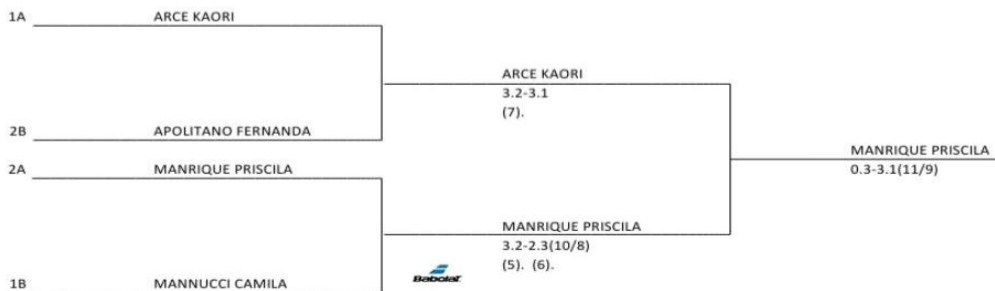 1A ARCE KAORI
ARCE KAORI
3.2-3.1
(7).
2B APOLITANO FERNANDA
MANRIQUE PRISCILA
0.3-3.1(11/9)
2A MANRIQUE PRISCILA
MANRIQUE PRISCILA
3.2-2.3(10/8)
(5). (6).
Babolat
1B MANNUCCI CAMILA